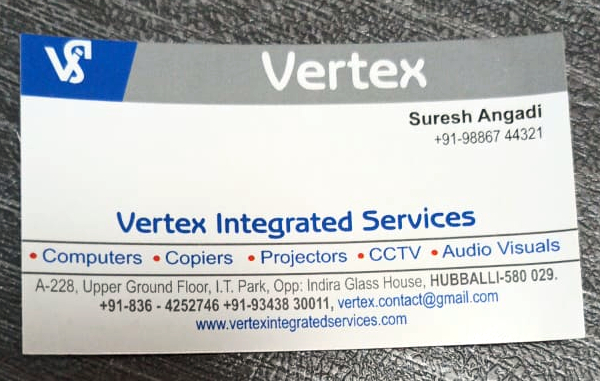 VS
Vertex
Suresh Angadi
+91-98867 44321
Vertex Integrated Services
• Computers • Copiers • Projectors • CCTV • Audio Visuals
A-228, Upper Ground Floor, I.T. Park, Opp: Indira Glass House, HUBBALLI-580 029.
+91-836 - 4252746 +91-93438 30011, vertex.contact@gmail.com
www.vertexintegratedservices.com